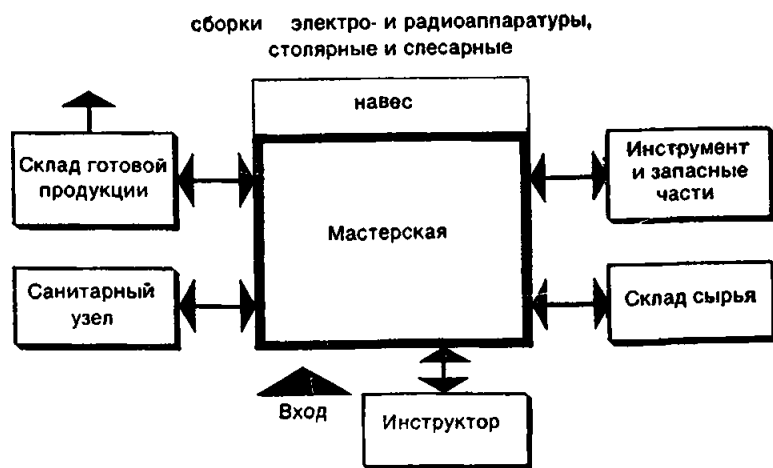 сборки электро- и радиоаппаратуры,
столярные и слесарные
навес
Склад готовой
продукции
Инструмент
и запасные
части
Мастерская
Санитарный
узел
Склад сырья
Вход
Инструктор